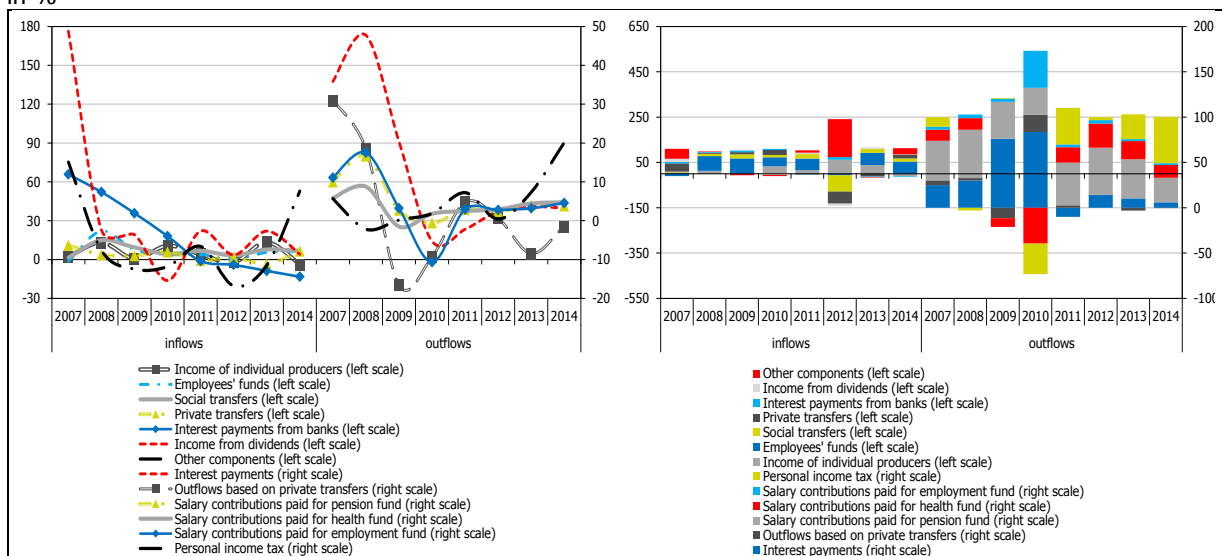 in %
180
150
120
90
60
30
0
-30
50
40
30
20
10
0
-10
-20
2007 2008 2009 2010 2011 2012 2013 2014 2007 2008 2009 2010 2011 2012 2013 2014
inflows outflows
Income of individual producers (left scale)
Employees' funds (left scale)
Social transfers (left scale)
Private transfers (left scale)
Interest payments from banks (left scale)
Income from dividends (left scale)
Other components (left scale)
Interest payments (right scale)
Outflows based on private transfers (right scale)
Salary contributions paid for pension fund (right scale)
Salary contributions paid for health fund (right scale)
Salary contributions paid for employment fund (right scale)
Personal income tax (right scale)
650
450
250
50
-150
-350
-550
200
150
100
50
0
-50
-100
2007 2008 2009 2010 2011 2012 2013 2014 2007 2008 2009 2010 2011 2012 2013 2014
inflows outflows
Other components (left scale)
Income from dividends (left scale)
Interest payments from banks (left scale)
Private transfers (left scale)
Social transfers (left scale)
Employees' funds (left scale)
Income of individual producers (left scale)
Personal income tax (right scale)
Salary contributions paid for employment fund (right scale)
Salary contributions paid for health fund (right scale)
Salary contributions paid for pension fund (right scale)
Outflows based on private transfers (right scale)
Interest payments (right scale)